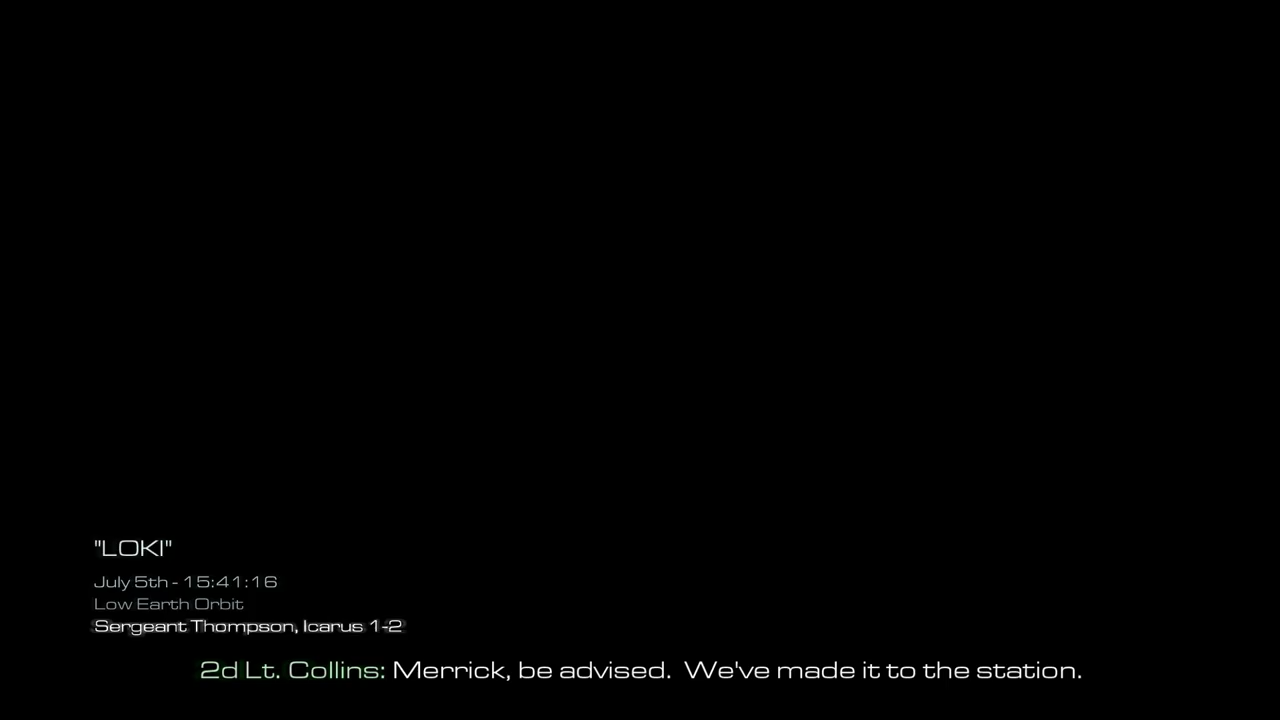 "LOKI"
July 5th - 15:41:16
Low Earth Orbit
Sergeant Thompson, Icarus 1-2
2d Lt. Collins: Merrick, be advised.  We've made it to the station.